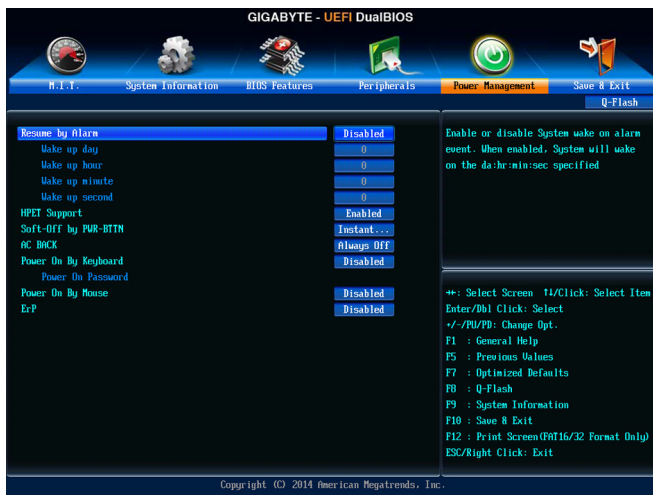 GIGABYTE - UEFI DualBIOS
M.I.T. System Information BIOS Features Peripherals Power Management Save & Exit
Q-Flash
Resume by Alarm Disabled
Wake up day 0
Wake up hour 0
Wake up minute 0
Wake up second 0
HPET Support Enabled
Soft-Off by PWR-BTTN Instant...
AC BACK Always Off
Power On By Keyboard Disabled
Power On Password
Power On By Mouse Disabled
ErP Disabled
Enable or disable System wake on alarm
event. When enabled, System will wake
on the da:hr:min:sec specified
→←: Select Screen ↑↓/Click: Select Item
Enter/Dbl Click: Select
+/-/PU/PD: Change Opt.
F1 : General Help
F5 : Previous Values
F7 : Optimized Defaults
F8 : Q-Flash
F9 : System Information
F10 : Save & Exit
F12 : Print Screen(FAT16/32 Format Only)
ESC/Right Click: Exit
Copyright (C) 2014 American Megatrends, Inc.